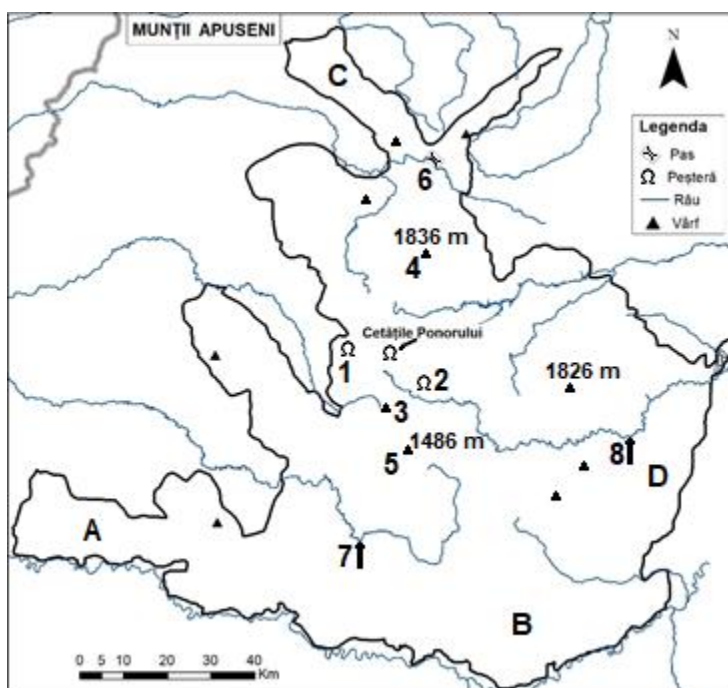 MUNȚII APUSENI
C
N
Legenda
Pas
Peșteră
Râu
Vârf
6
1836 m
4
Cetățile Ponorului
1
2
1826 m
3
1486 m
5
8
D
A
7
B
0 5 10 20 30 40
Km